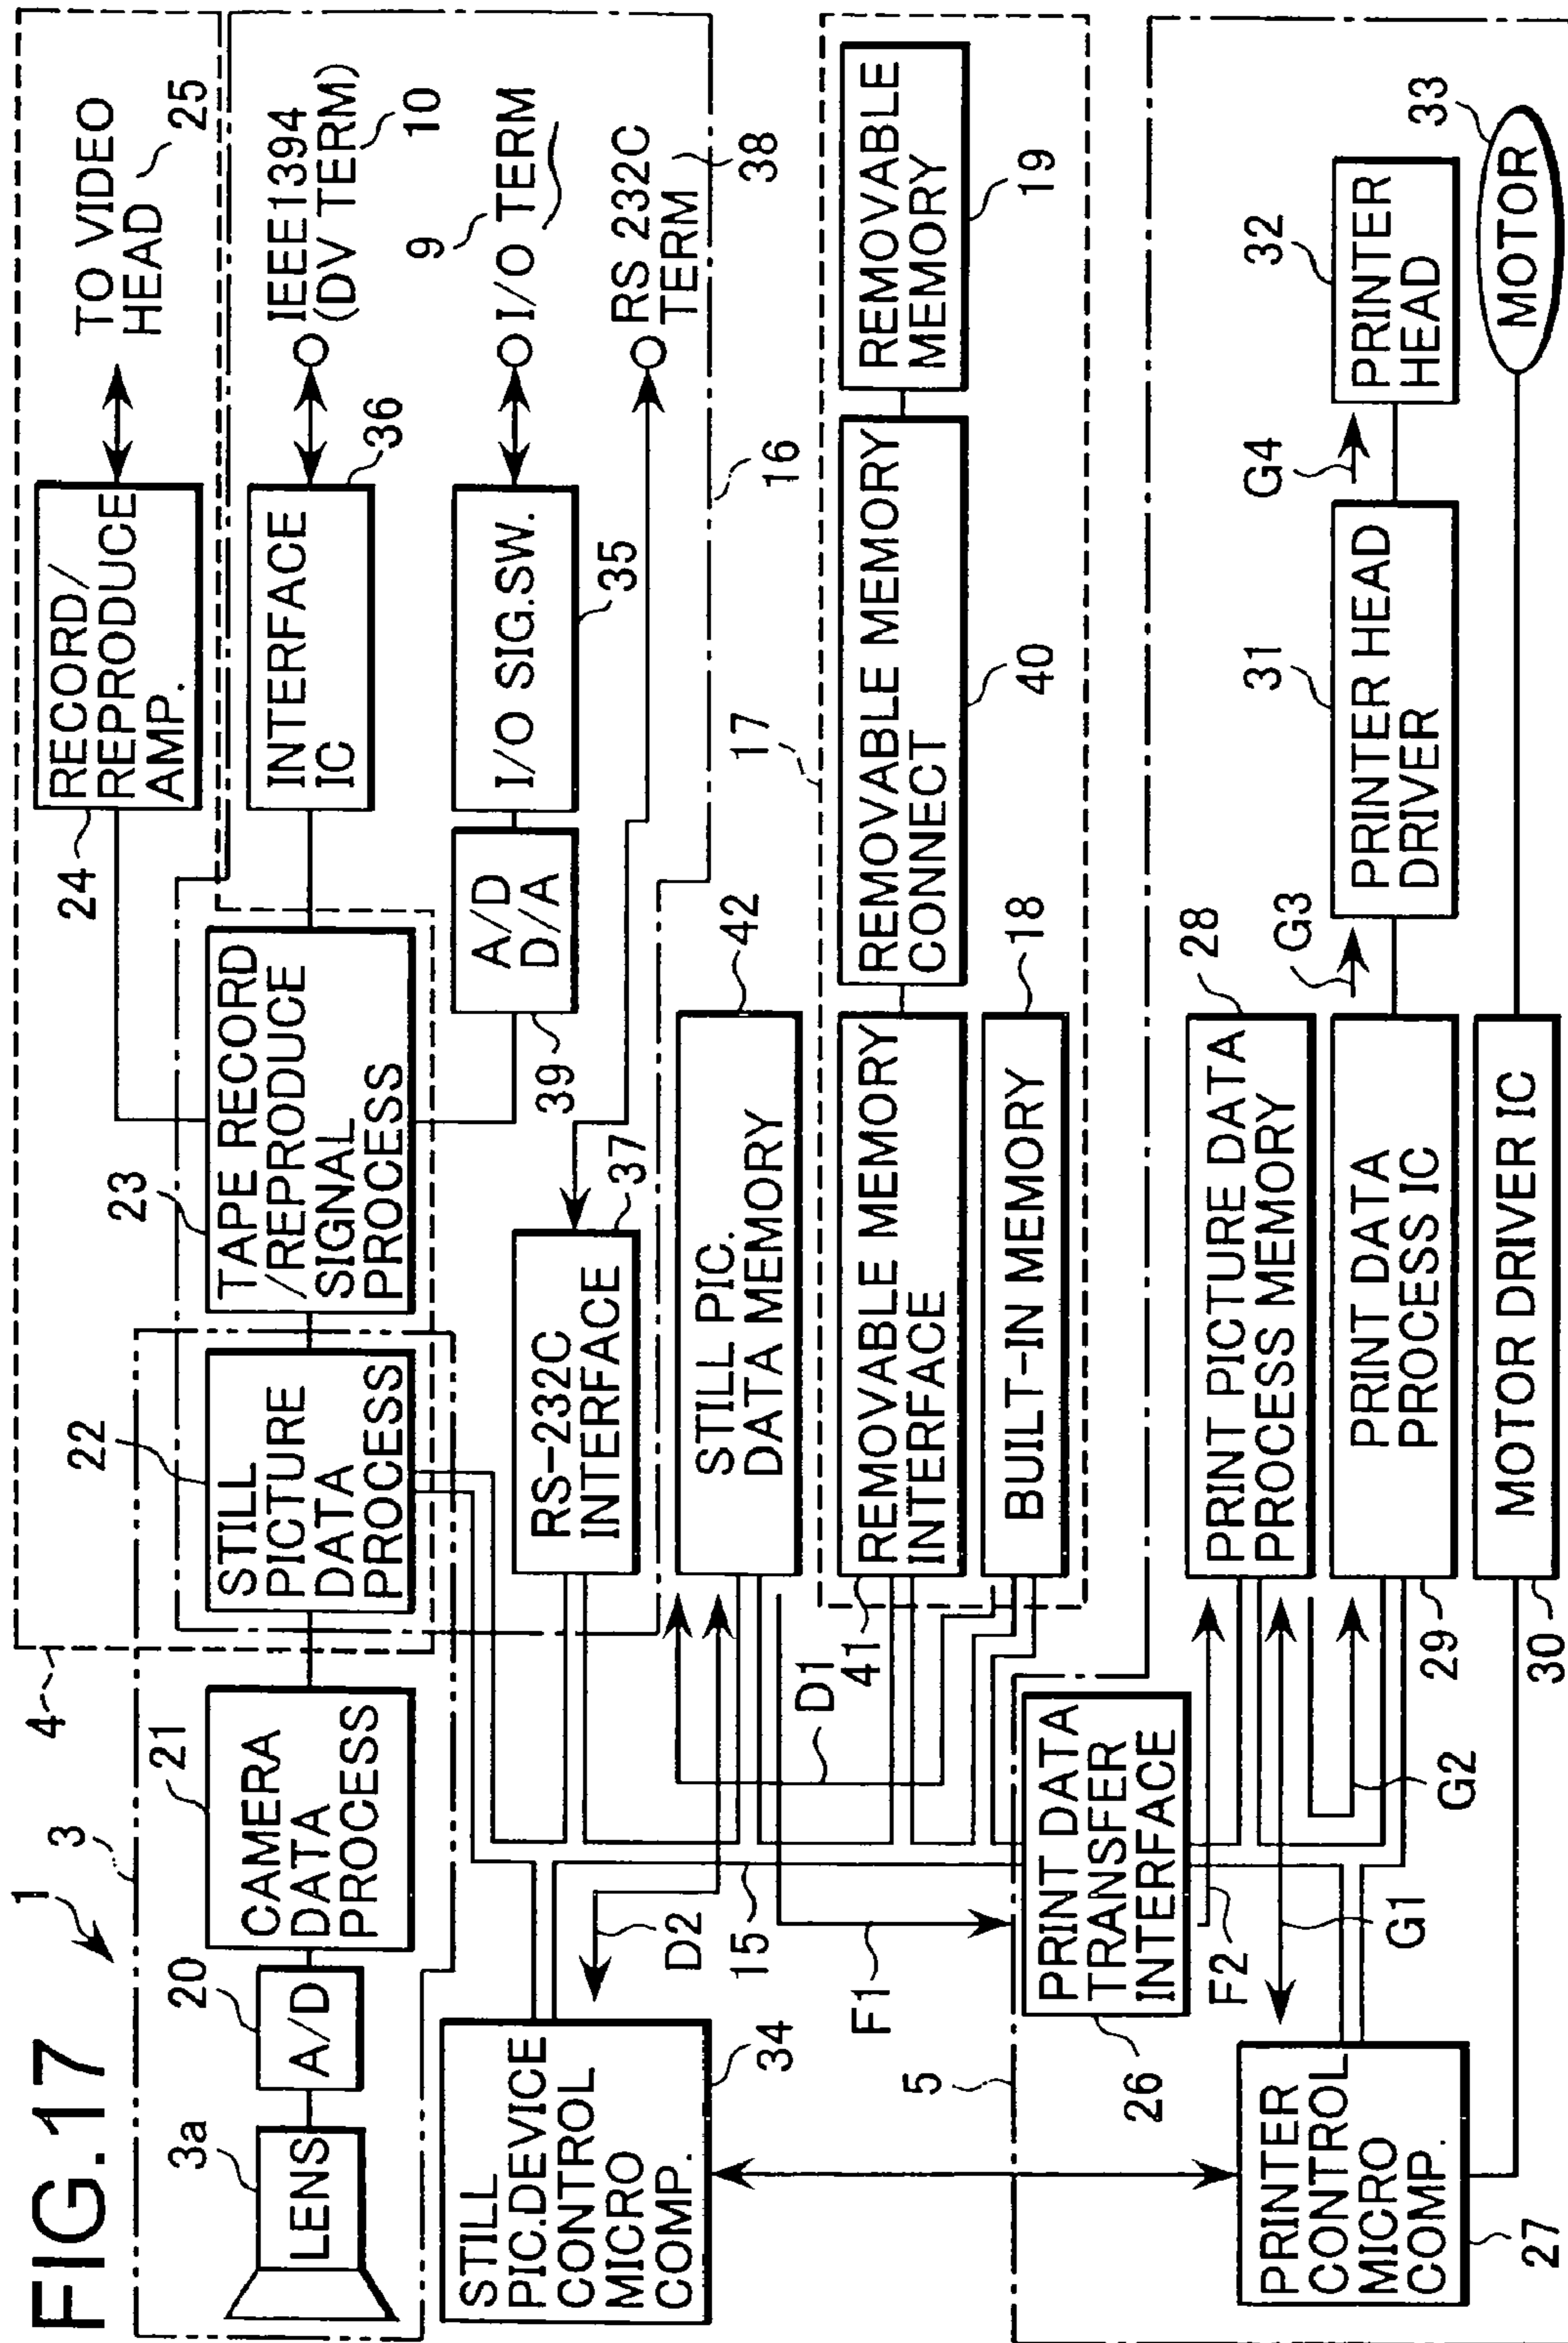 FIG.17
1
3
4
3a
LENS
20
A/D
21
CAMERA
DATA
PROCESS
22
STILL
PICTURE
DATA
PROCESS
23
TAPE RECORD
/REPRODUCE
SIGNAL
PROCESS
24
RECORD/
REPRODUCE
AMP.
TO VIDEO
HEAD
25
INTERFACE
IC
36
IEEE1394
(DV TERM)
10
A/D
D/A
39
I/O SIG.SW.
35
9
I/O TERM
RS-232C
INTERFACE
37
RS 232C
TERM
38
16
STILL
PIC.DEVICE
CONTROL
MICRO
COMP.
34
D2
15
F1
D1
STILL PIC.
DATA MEMORY
42
17
41
REMOVABLE MEMORY
INTERFACE
REMOVABLE MEMORY
CONNECT
40
REMOVABLE
MEMORY
19
BUILT-IN MEMORY
18
5
PRINT DATA
TRANSFER
INTERFACE
26
F2
G1
G2
PRINTER
CONTROL
MICRO
COMP.
27
PRINT PICTURE DATA
PROCESS MEMORY
28
PRINT DATA
PROCESS IC
29
G3
PRINTER HEAD
DRIVER
31
G4
PRINTER
HEAD
32
MOTOR DRIVER IC
30
MOTOR
33